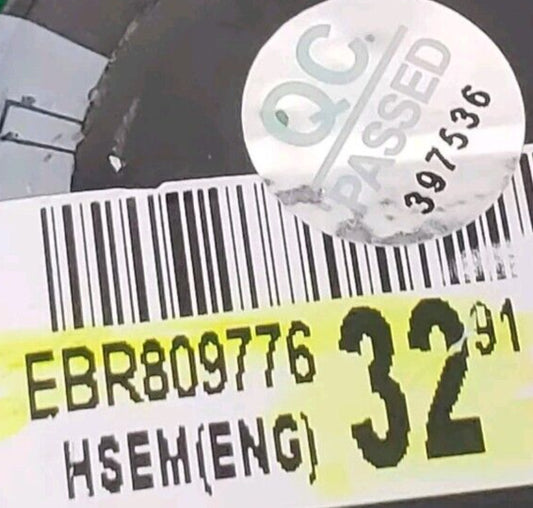 QC
PASSED
397536
EBR809776 32 91
HSEM(ENG)